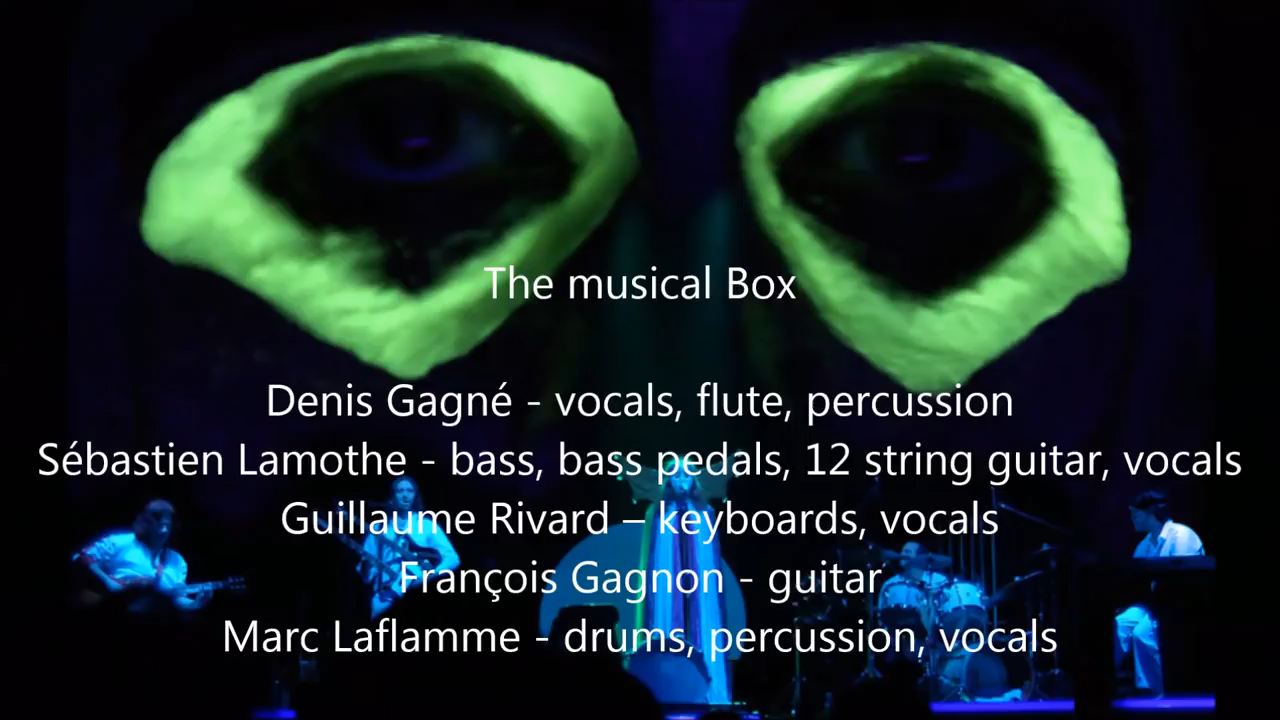 The musical Box
Denis Gagné - vocals, flute, percussion
Sébastien Lamothe - bass, bass pedals, 12 string guitar, vocals
Guillaume Rivard – keyboards, vocals
François Gagnon - guitar
Marc Laflamme - drums, percussion, vocals